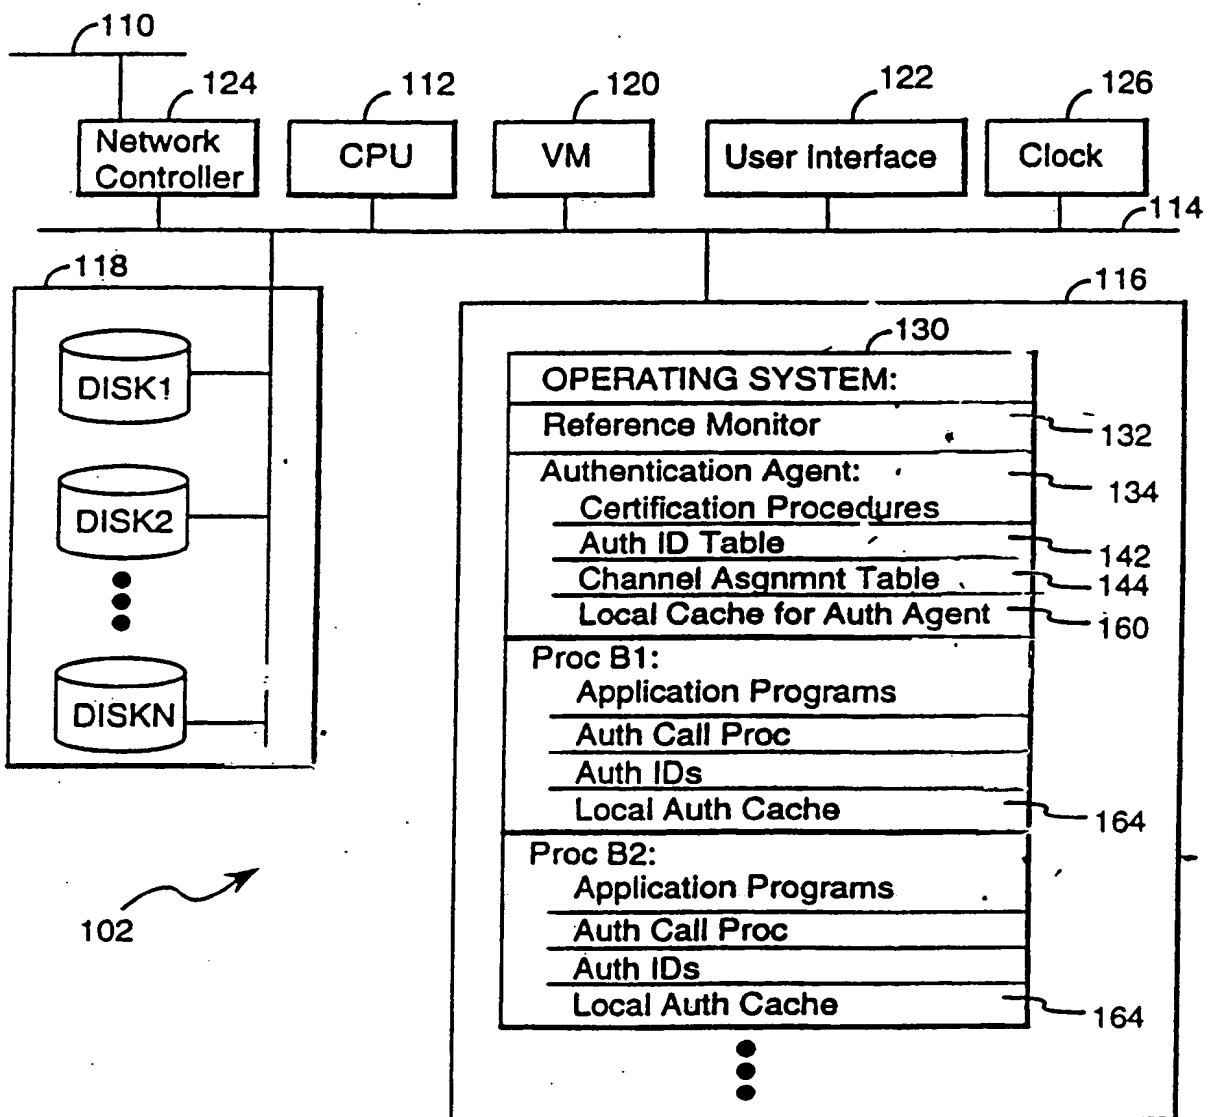 110
124
112
120
122
126
Network
Controller
CPU
VM
User Interface
Clock
114
118
116
130
DISK1
DISK2
DISKN
OPERATING SYSTEM:
Reference Monitor
132
Authentication Agent:
134
Certification Procedures
Auth ID Table
142
Channel Asgnmnt Table
144
Local Cache for Auth Agent
160
Proc B1:
Application Programs
Auth Call Proc
Auth IDs
Local Auth Cache
164
Proc B2:
Application Programs
Auth Call Proc
Auth IDs
Local Auth Cache
164
102